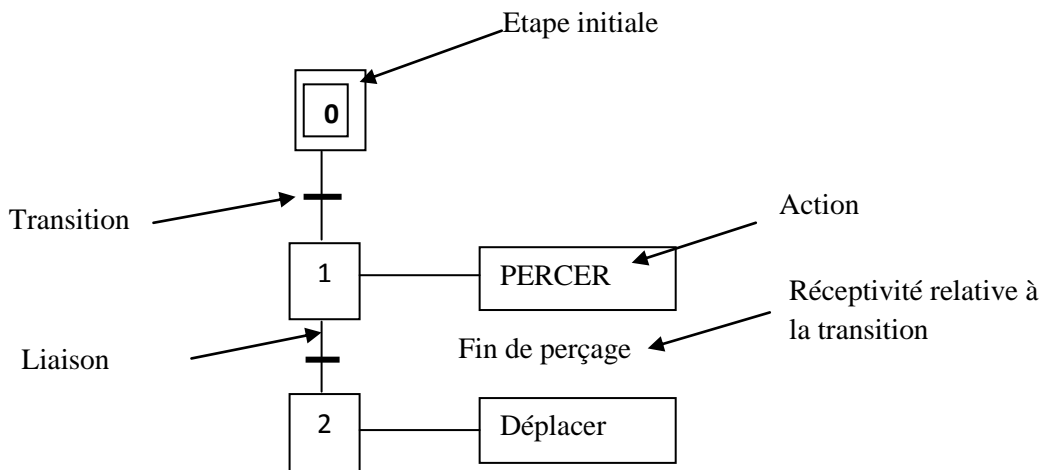 Etape initiale
0
Transition
Action
1
PERCER
Réceptivité relative à
la transition
Fin de perçage
Liaison
2
Déplacer